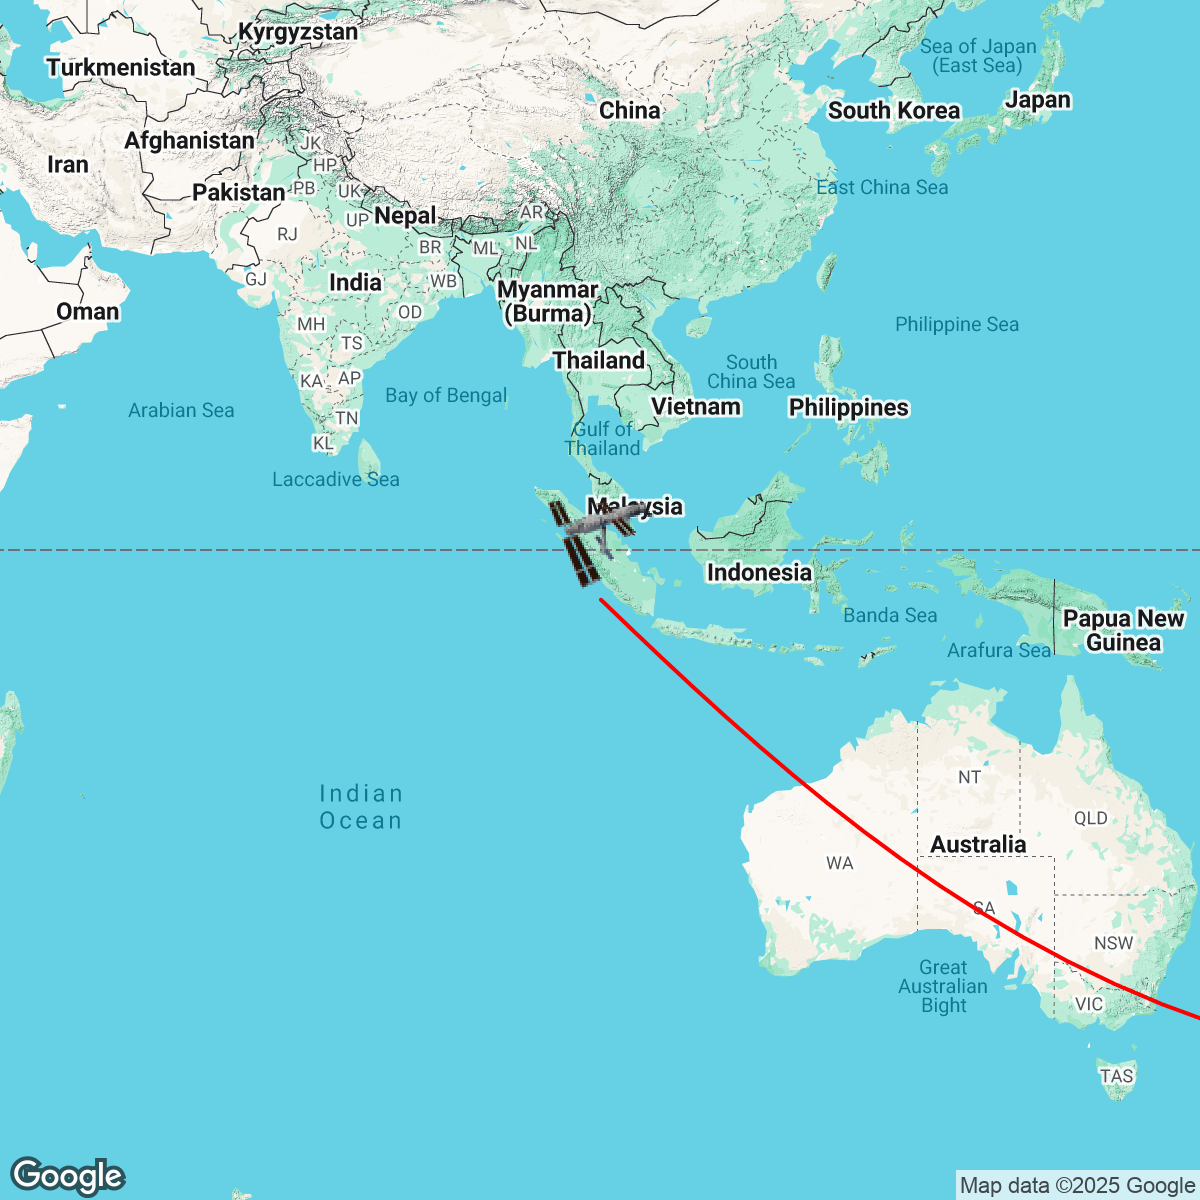 Kyrgyzstan
Sea of Japan
(East Sea)
Turkmenistan
Japan
China
South Korea
Afghanistan
JK
Iran
HP
East China Sea
Pakistan
PB
UK
Nepal
AR
UP
RJ
BR
ML
NL
GJ
India
WB
Myanmar
(Burma)
Oman
OD
MH
Philippine Sea
TS
Thailand
South
China Sea
KA
AP
Bay of Bengal
Vietnam
Philippines
Arabian Sea
TN
Gulf of
Thailand
KL
Laccadive Sea
Malaysia
Indonesia
Banda Sea
Papua New
Guinea
Arafura Sea
NT
Indian
Ocean
QLD
Australia
WA
SA
NSW
Great
Australian
Bight
VIC
TAS
Google
Map data ©2025 Google